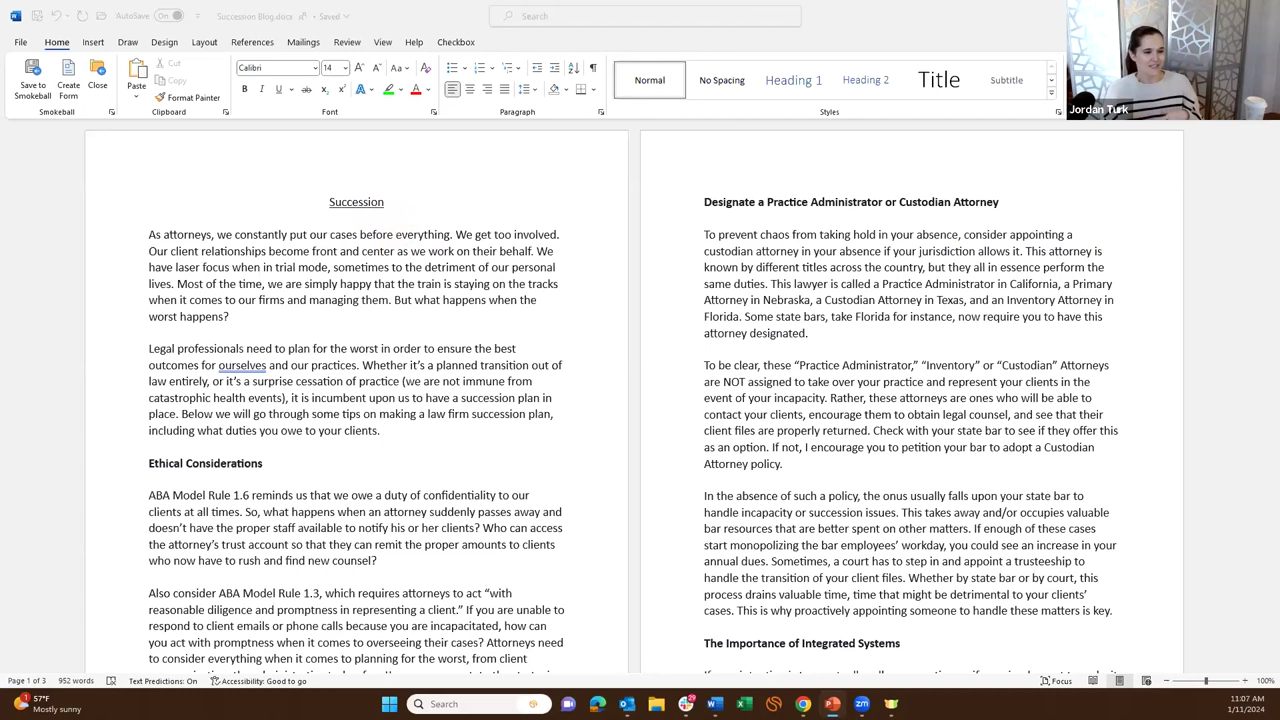 AutoSave
On
Succession Blog.docx • Saved
Search
File
Home
Insert
Draw
Design
Layout
References
Mailings
Review
View
Help
Checkbox
Save to Smokeball
Create Form
Close
Smokeball
Paste
Cut
Copy
Format Painter
Clipboard
Calibri
14
Font
Paragraph
Normal
No Spacing
Heading 1
Heading 2
Title
Subtitle
Styles
Jordan Turk
Succession
As attorneys, we constantly put our cases before everything. We get too involved.
Our client relationships become front and center as we work on their behalf. We
have laser focus when in trial mode, sometimes to the detriment of our personal
lives. Most of the time, we are simply happy that the train is staying on the tracks
when it comes to our firms and managing them. But what happens when the
worst happens?
Legal professionals need to plan for the worst in order to ensure the best
outcomes for ourselves and our practices. Whether it's a planned transition out of
law entirely, or it's a surprise cessation of practice (we are not immune from
catastrophic health events), it is incumbent upon us to have a succession plan in
place. Below we will go through some tips on making a law firm succession plan,
including what duties you owe to your clients.
Ethical Considerations
ABA Model Rule 1.6 reminds us that we owe a duty of confidentiality to our
clients at all times. So, what happens when an attorney suddenly passes away and
doesn't have the proper staff available to notify his or her clients? Who can access
the attorney's trust account so that they can remit the proper amounts to clients
who now have to rush and find new counsel?
Also consider ABA Model Rule 1.3, which requires attorneys to act "with
reasonable diligence and promptness in representing a client." If you are unable to
respond to client emails or phone calls because you are incapacitated, how can
you act with promptness when it comes to overseeing their cases? Attorneys need
to consider everything when it comes to planning for the worst, from client
Designate a Practice Administrator or Custodian Attorney
To prevent chaos from taking hold in your absence, consider appointing a
custodian attorney in your absence if your jurisdiction allows it. This attorney is
known by different titles across the country, but they all in essence perform the
same duties. This lawyer is called a Practice Administrator in California, a Primary
Attorney in Nebraska, a Custodian Attorney in Texas, and an Inventory Attorney in
Florida. Some state bars, take Florida for instance, now require you to have this
attorney designated.
To be clear, these "Practice Administrator," "Inventory" or "Custodian" Attorneys
are NOT assigned to take over your practice and represent your clients in the
event of your incapacity. Rather, these attorneys are ones who will be able to
contact your clients, encourage them to obtain legal counsel, and see that their
client files are properly returned. Check with your state bar to see if they offer this
as an option. If not, I encourage you to petition your bar to adopt a Custodian
Attorney policy.
In the absence of such a policy, the onus usually falls upon your state bar to
handle incapacity or succession issues. This takes away and/or occupies valuable
bar resources that are better spent on other matters. If enough of these cases
start monopolizing the bar employees' workday, you could see an increase in your
annual dues. Sometimes, a court has to step in and appoint a trusteeship to
handle the transition of your client files. Whether by state bar or by court, this
process drains valuable time, time that might be detrimental to your clients'
cases. This is why proactively appointing someone to handle these matters is key.
The Importance of Integrated Systems
Page 1 of 3
952 words
Text Predictions: On
Accessibility: Good to go
Focus
100%
57°F
Mostly sunny
Search
29
11:07 AM
1/11/2024